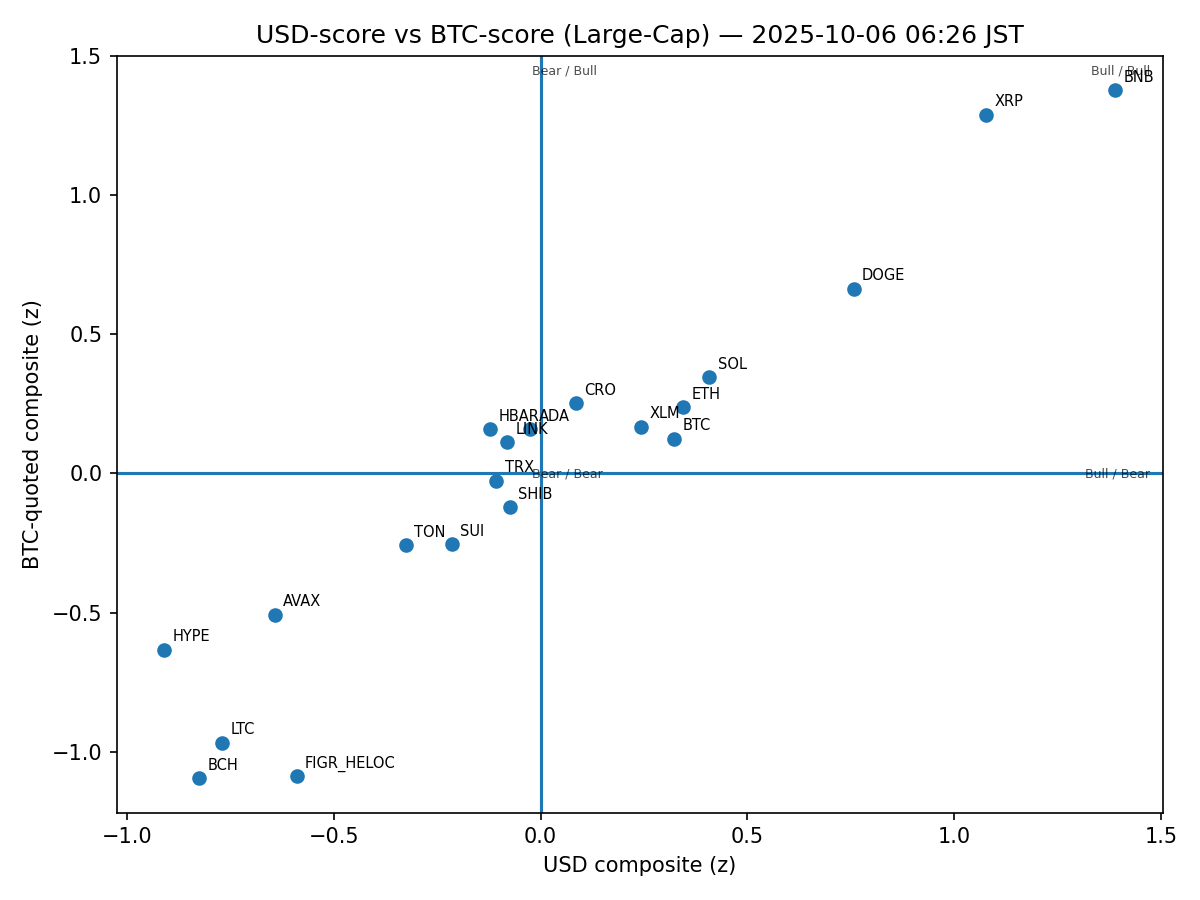 USD-score vs BTC-score (Large-Cap) — 2025-10-06 06:26 JST
1.5
Bear / Bull
Bull / Bull
BNB
XRP
1.0
DOGE
0.5
SOL
CRO
ETH
HBAR
ADA
XLM
LINK
BTC
TRX
0.0
Bear / Bear
Bull / Bear
SHIB
TON
SUI
−0.5
AVAX
HYPE
LTC
−1.0
FIGR_HELOC
BCH
−1.0
−0.5
0.0
0.5
1.0
1.5
USD composite (z)
BTC-quoted composite (z)